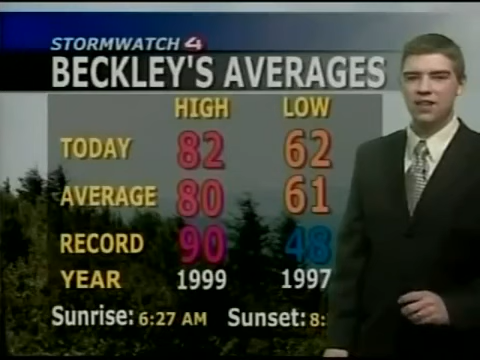 STORMWATCH 4
BECKLEY'S AVERAGES
HIGH LOW
TODAY 82 62
AVERAGE 80 61
RECORD 90 48
YEAR 1999 1997
Sunrise: 6:27 AM Sunset: 8: